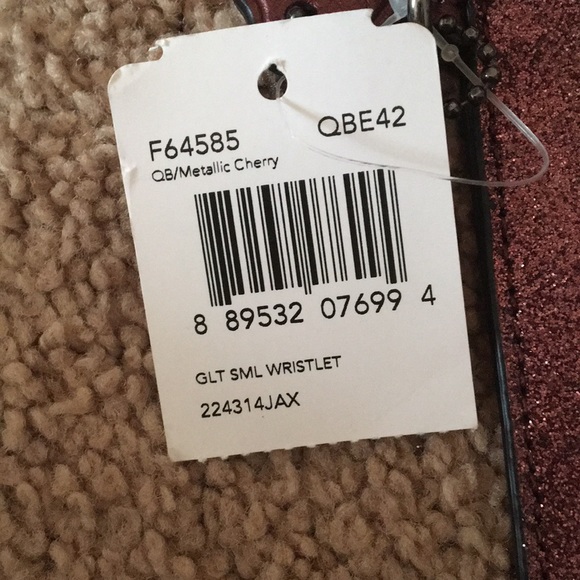 F64585 QBE42
QB/Metallic Cherry
8 89532 07699 4
GLT SML WRISTLET
224314JAX